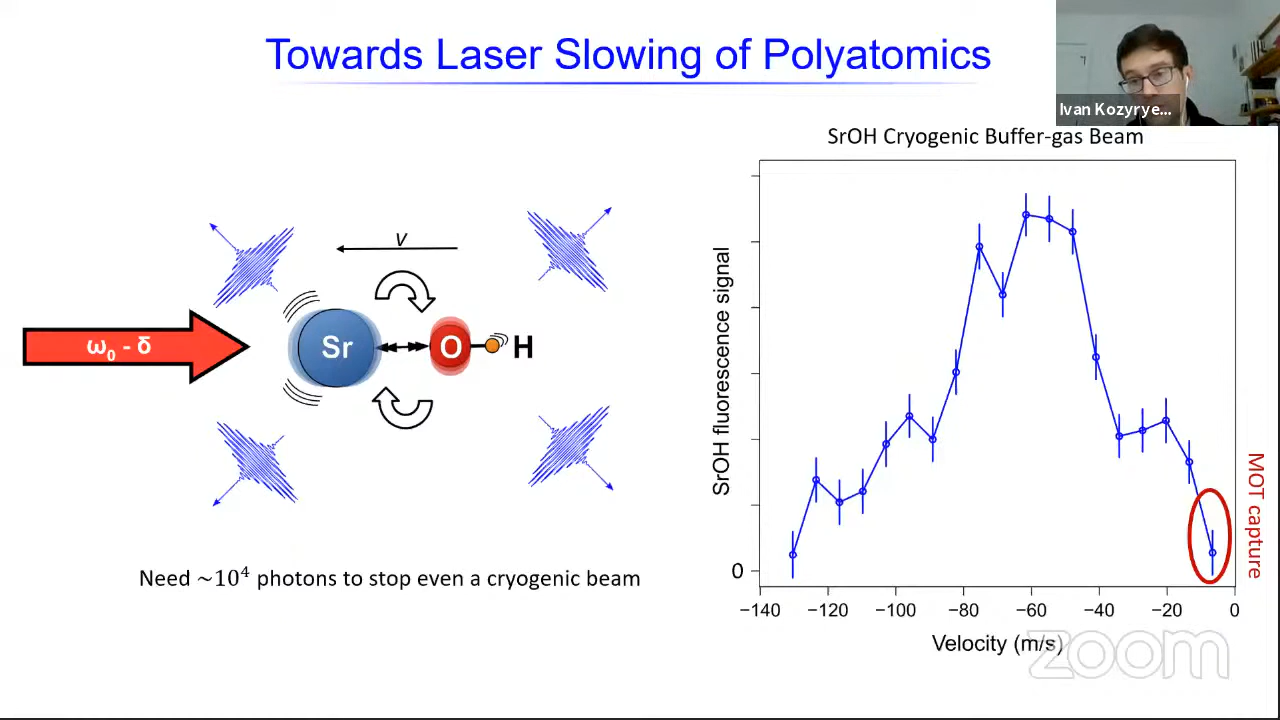 Towards Laser Slowing of Polyatomics
Ivan Kozyrye...
SrOH Cryogenic Buffer-gas Beam
v
ω₀ - δ
Sr
O
H
Need ~10⁴ photons to stop even a cryogenic beam
SrOH fluorescence signal
0
−140 −120 −100 −80 −60 −40 −20 0
Velocity (m/s)
MOT capture
zoom